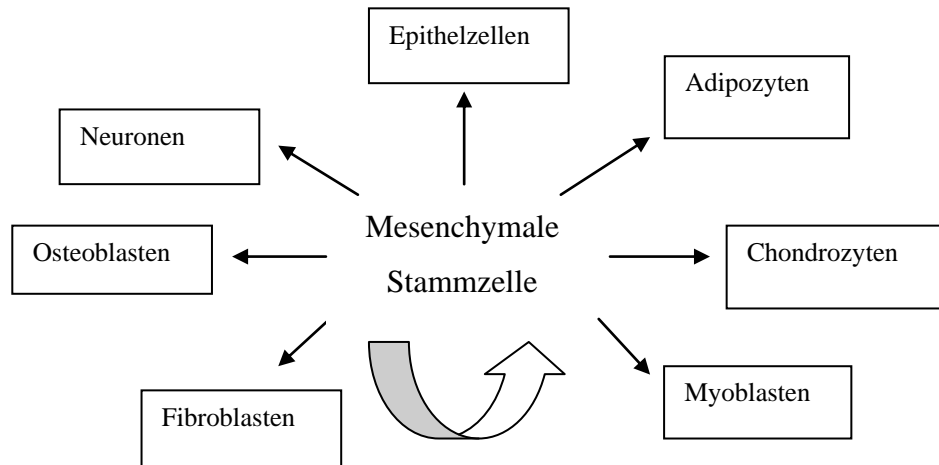 Epithelzellen
Adipozyten
Neuronen
Mesenchymale
Stammzelle
Osteoblasten
Chondrozyten
Fibroblasten
Myoblasten